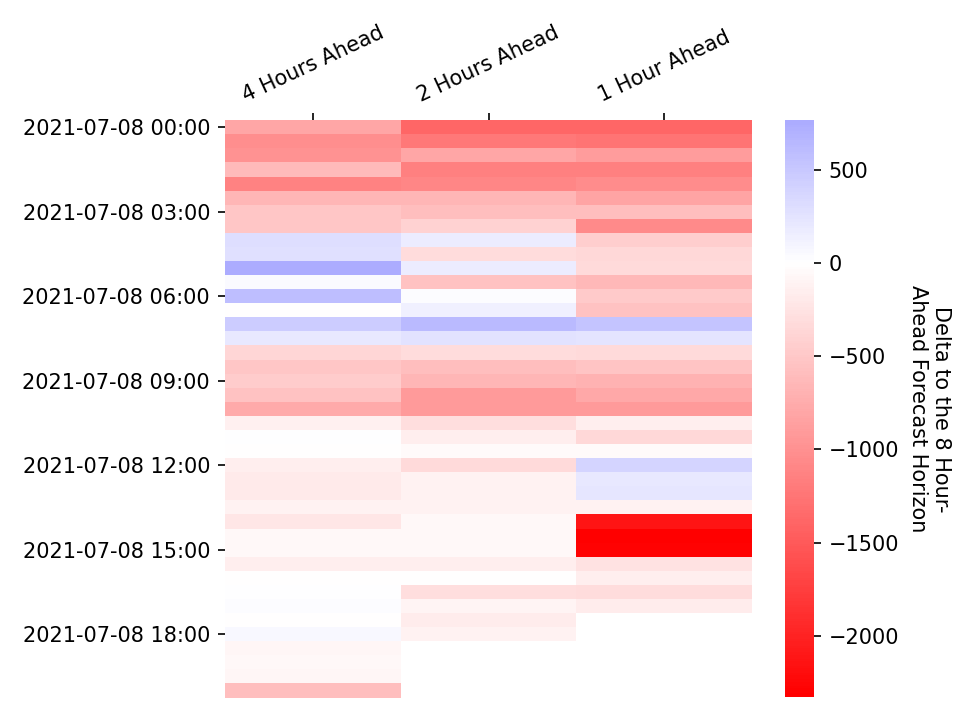 4 Hours Ahead
2 Hours Ahead
1 Hour Ahead
2021-07-08 00:00
2021-07-08 03:00
2021-07-08 06:00
2021-07-08 09:00
2021-07-08 12:00
2021-07-08 15:00
2021-07-08 18:00
500
0
−500
−1000
−1500
−2000
Delta to the 8 Hour-
Ahead Forecast Horizon